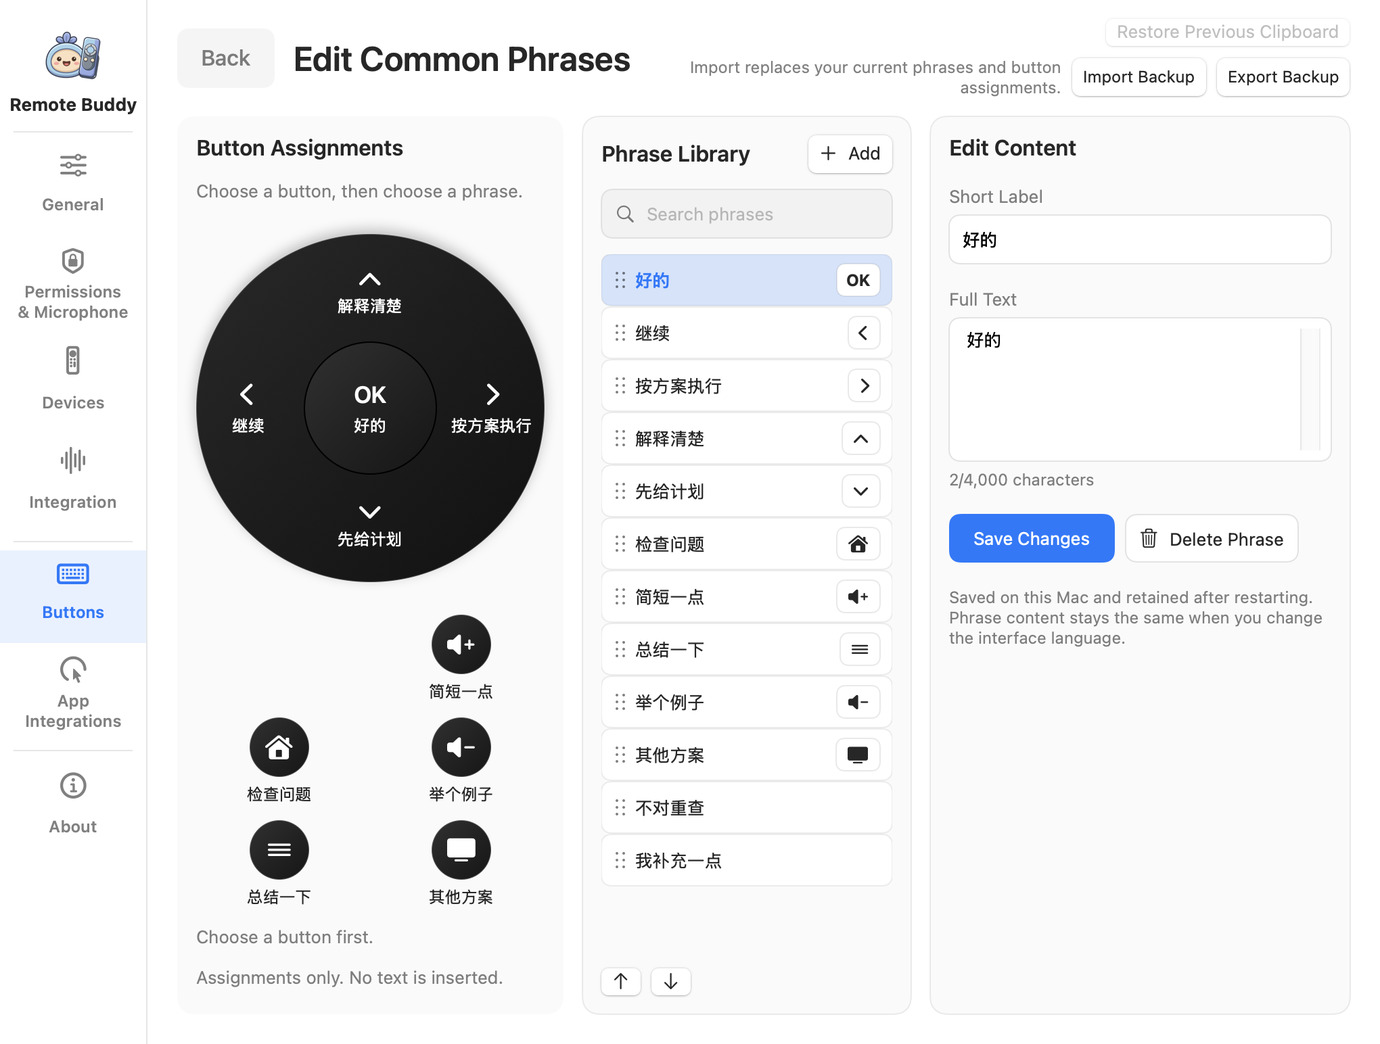 Remote Buddy
General
Permissions
& Microphone
Devices
Integration
Buttons
App
Integrations
About
Back
Edit Common Phrases
Restore Previous Clipboard
Import replaces your current phrases and button
assignments.
Import Backup
Export Backup
Button Assignments
Choose a button, then choose a phrase.
解释清楚
继续
OK
好的
按方案执行
先给计划
简短一点
检查问题
举个例子
总结一下
其他方案
Choose a button first.
Assignments only. No text is inserted.
Phrase Library
+ Add
Search phrases
好的 OK
继续
按方案执行
解释清楚
先给计划
检查问题
简短一点
总结一下
举个例子
其他方案
不对重查
我补充一点
Edit Content
Short Label
好的
Full Text
好的
2/4,000 characters
Save Changes
Delete Phrase
Saved on this Mac and retained after restarting.
Phrase content stays the same when you change
the interface language.